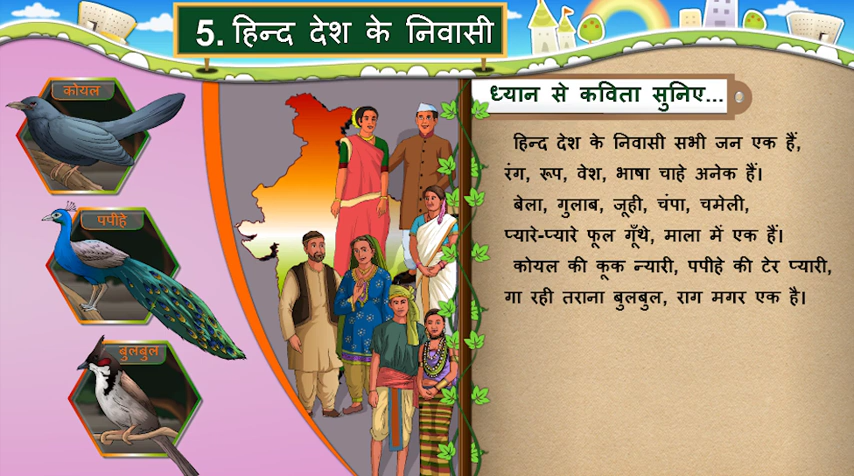 5. हिन्द देश के निवासी
कोयल
पपीहे
बुलबुल
ध्यान से कविता सुनिए...
हिन्द देश के निवासी सभी जन एक हैं,
रंग, रूप, वेश, भाषा चाहे अनेक हैं।
बेला, गुलाब, जूही, चंपा, चमेली,
प्यारे-प्यारे फूल गूँथे, माला में एक हैं।
कोयल की कूक न्यारी, पपीहे की टेर प्यारी,
गा रही तराना बुलबुल, राग मगर एक है।